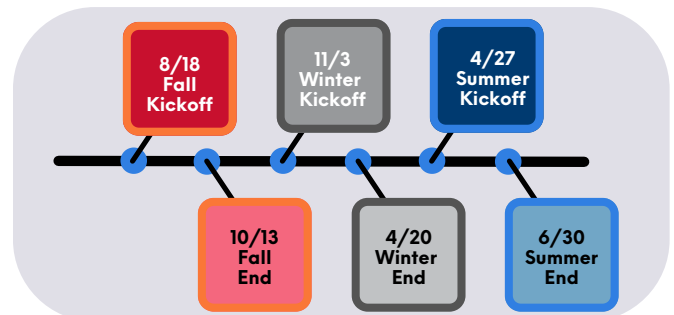 8/18
Fall
Kickoff
11/3
Winter
Kickoff
4/27
Summer
Kickoff
10/13
Fall
End
4/20
Winter
End
6/30
Summer
End